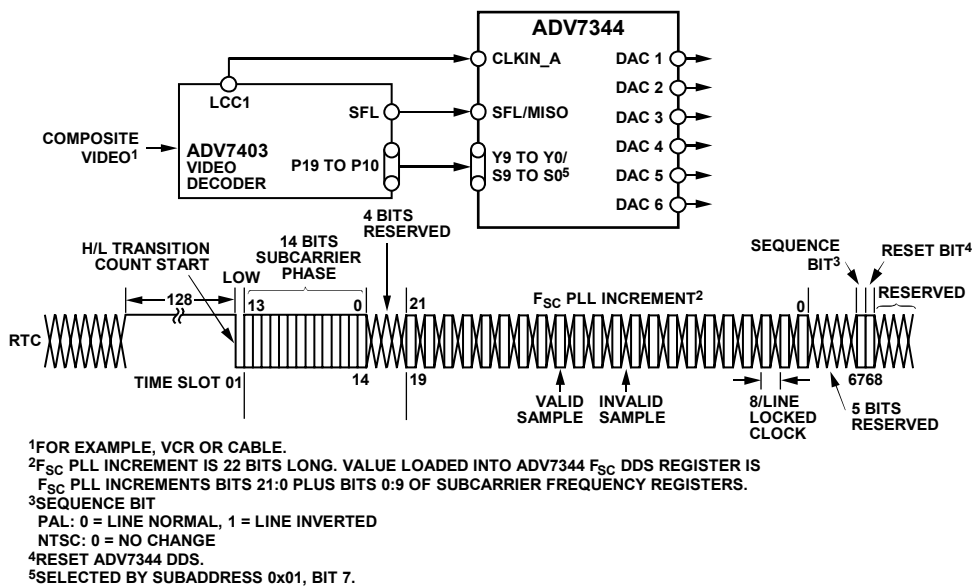 ADV7344
CLKIN_A
DAC 1
DAC 2
LCC1
SFL
SFL/MISO
DAC 3
COMPOSITE
VIDEO1
ADV7403
VIDEO
DECODER
P19 TO P10
Y9 TO Y0/
S9 TO S05
DAC 4
DAC 5
DAC 6
4 BITS
RESERVED
H/L TRANSITION
COUNT START
LOW
14 BITS
SUBCARRIER
PHASE
SEQUENCE
BIT3
RESET BIT4
RESERVED
128
13
0
21
FSC PLL INCREMENT2
0
RTC
TIME SLOT 01
14
19
VALID
SAMPLE
INVALID
SAMPLE
8/LINE
LOCKED
CLOCK
6768
5 BITS
RESERVED
1FOR EXAMPLE, VCR OR CABLE.
2FSC PLL INCREMENT IS 22 BITS LONG. VALUE LOADED INTO ADV7344 FSC DDS REGISTER IS
FSC PLL INCREMENTS BITS 21:0 PLUS BITS 0:9 OF SUBCARRIER FREQUENCY REGISTERS.
3SEQUENCE BIT
PAL: 0 = LINE NORMAL, 1 = LINE INVERTED
NTSC: 0 = NO CHANGE
4RESET ADV7344 DDS.
5SELECTED BY SUBADDRESS 0x01, BIT 7.